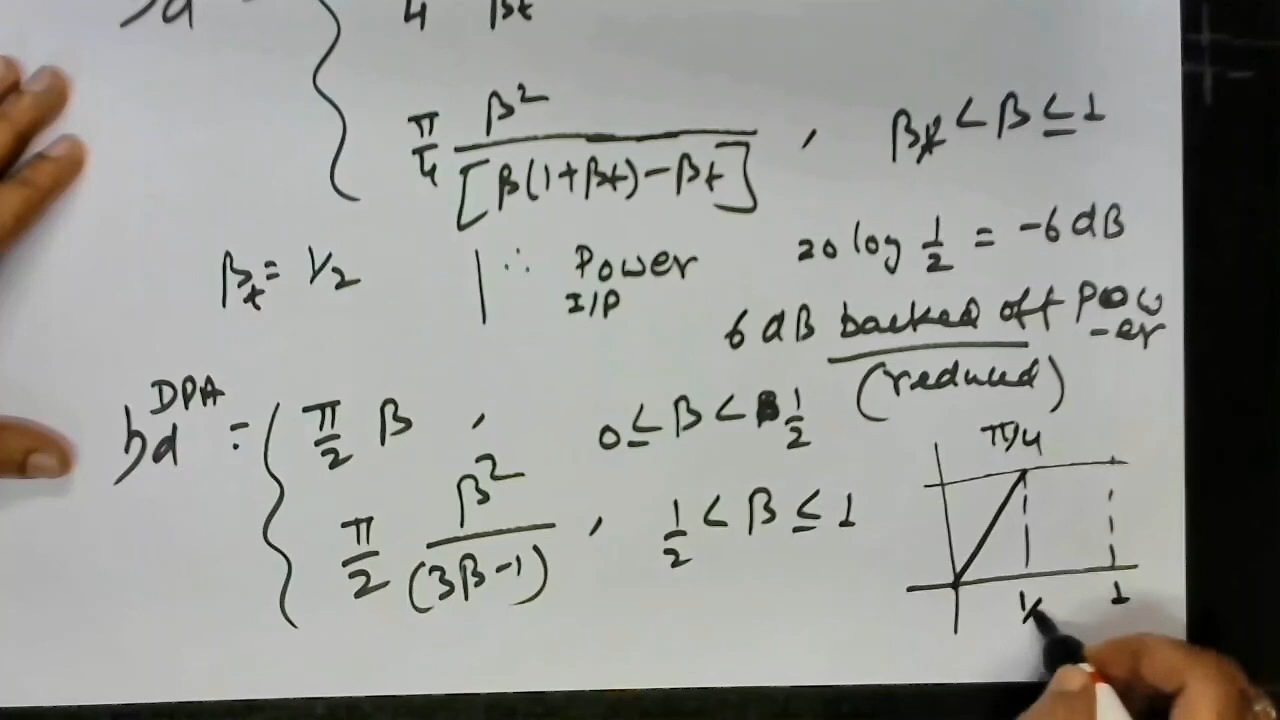 π/4 β/βt
π/4 β²/[β(1+βt)-βt] , βt < β ≤ 1
βt = 1/2 | ∴ Power I/P
20 log 1/2 = -6 dB
6 dB backed off Pow
-er
(reduced)
DPA
ηd = { π/2 β , 0 ≤ β < 1/2
π/2 β²/(3β-1) , 1/2 < β ≤ 1
π/4
1